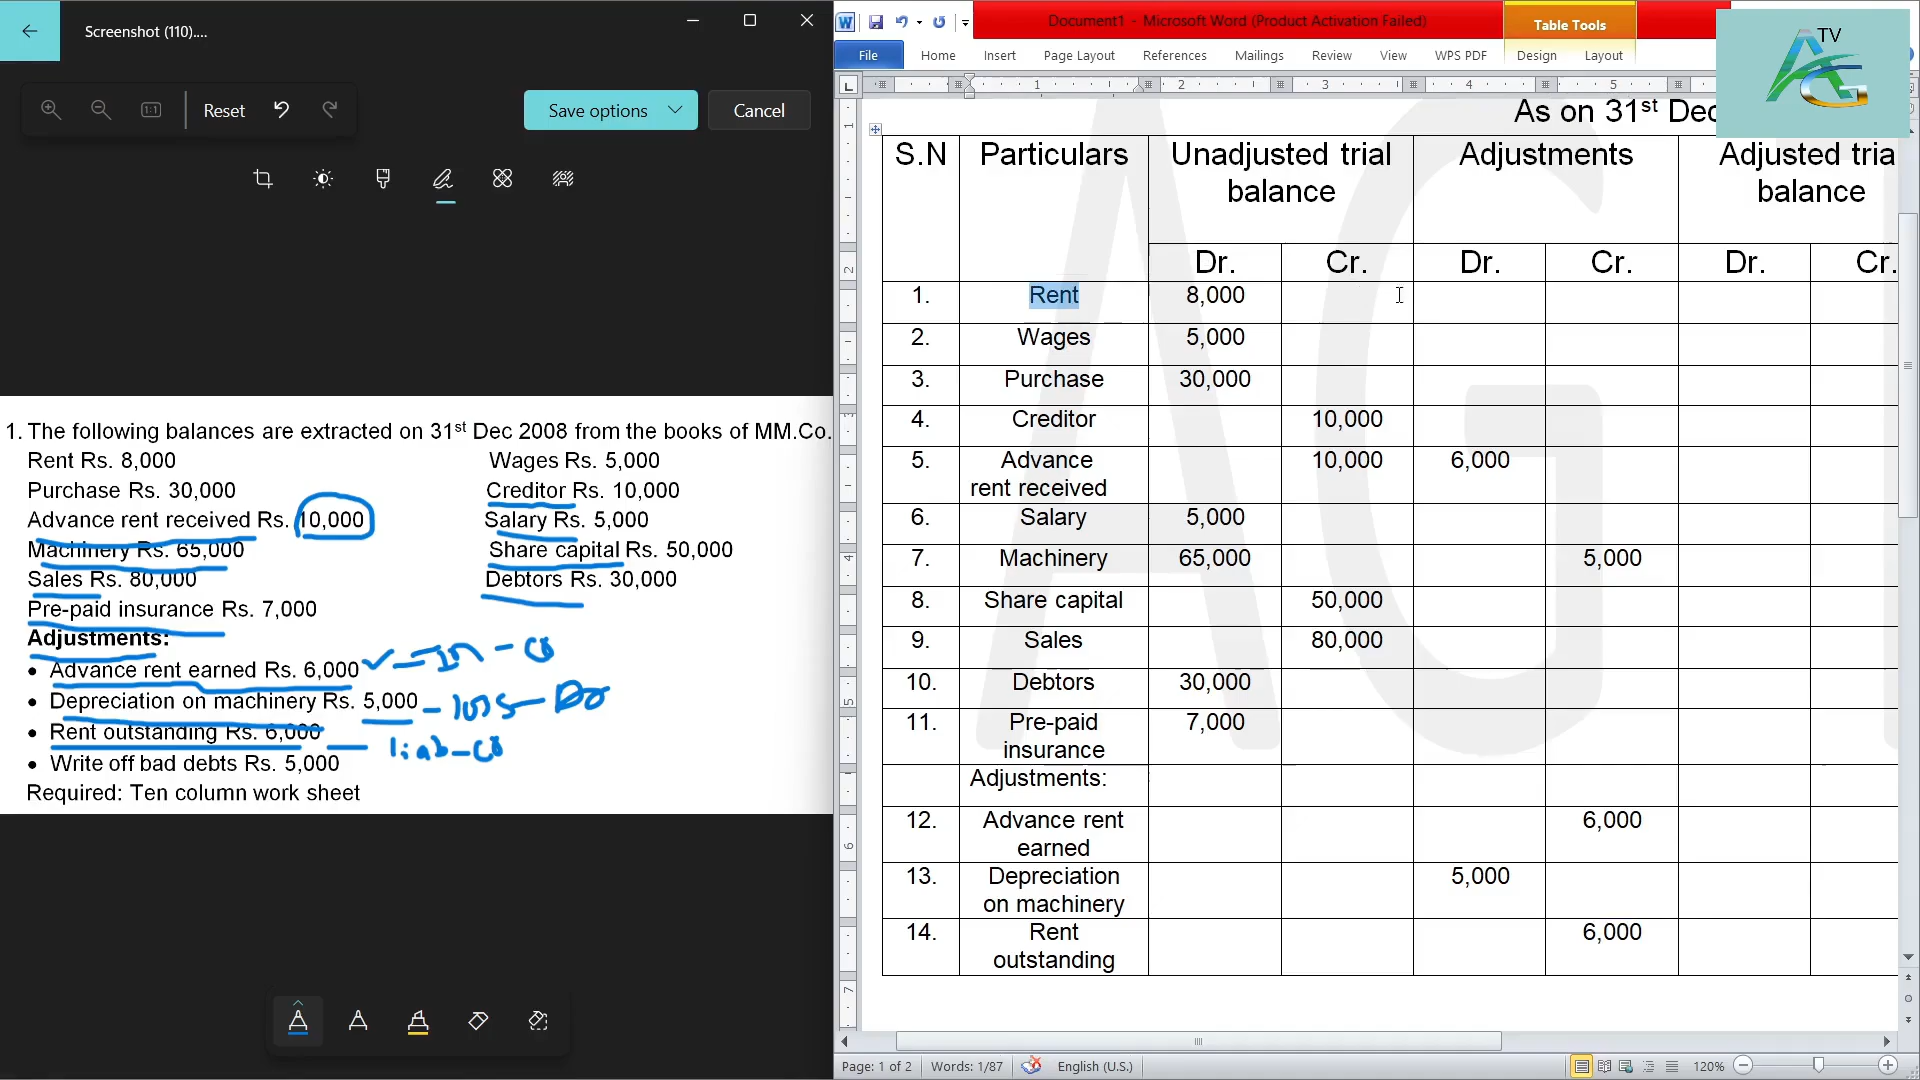 Screenshot (110)....
Reset
Save options
Cancel
1. The following balances are extracted on 31st Dec 2008 from the books of MM.Co.
Rent Rs. 8,000 Wages Rs. 5,000
Purchase Rs. 30,000 Creditor Rs. 10,000
Advance rent received Rs. 10,000 Salary Rs. 5,000
Machinery Rs. 65,000 Share capital Rs. 50,000
Sales Rs. 80,000 Debtors Rs. 30,000
Pre-paid insurance Rs. 7,000
Adjustments:
• Advance rent earned Rs. 6,000
• Depreciation on machinery Rs. 5,000 - loss - Dr
• Rent outstanding Rs. 6,000 liab - Cr
• Write off bad debts Rs. 5,000
Required: Ten column work sheet
Document1 - Microsoft Word (Product Activation Failed)
Table Tools
File Home Insert Page Layout References Mailings Review View WPS PDF Design Layout
TV
AG
As on 31st Dec
S.N Particulars Unadjusted trial balance Adjustments Adjusted tria balance
Dr. Cr. Dr. Cr. Dr. Cr.
1. Rent 8,000
2. Wages 5,000
3. Purchase 30,000
4. Creditor 10,000
5. Advance rent received 10,000 6,000
6. Salary 5,000
7. Machinery 65,000 5,000
8. Share capital 50,000
9. Sales 80,000
10. Debtors 30,000
11. Pre-paid insurance 7,000
Adjustments:
12. Advance rent earned 6,000
13. Depreciation on machinery 5,000
14. Rent outstanding 6,000
Page: 1 of 2 Words: 1/87 English (U.S.) 120%